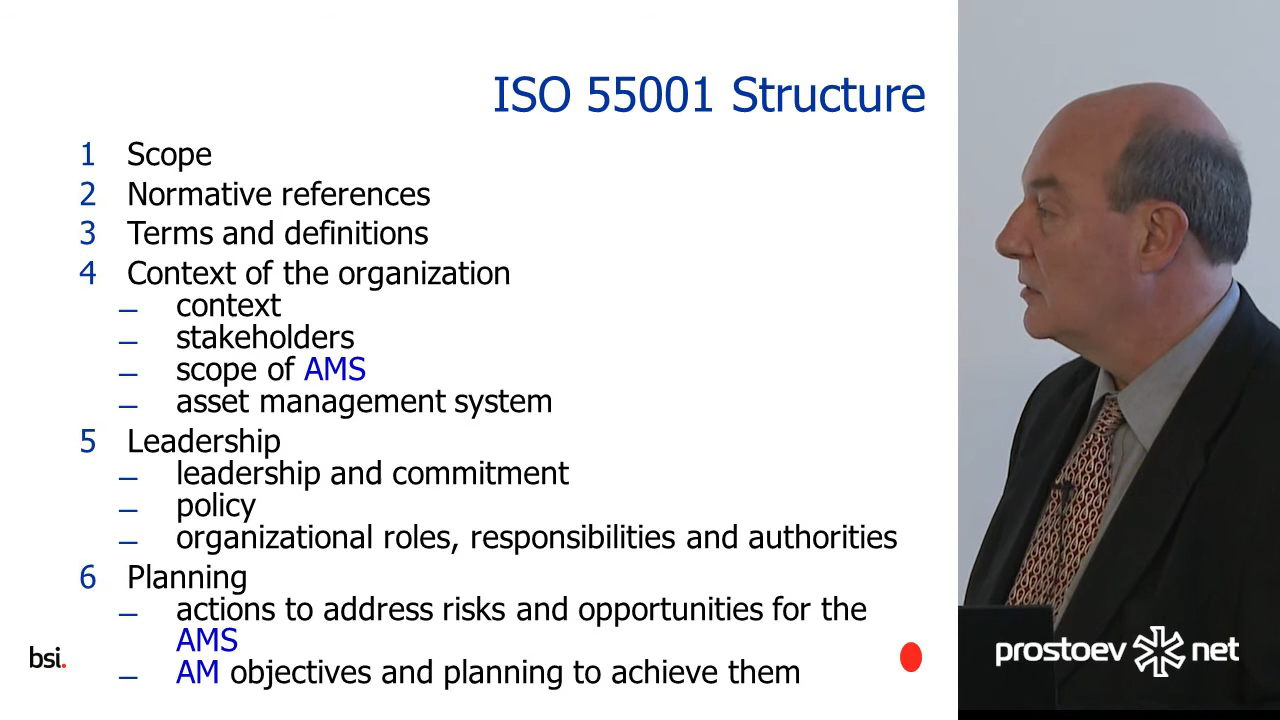 ISO 55001 Structure
1 Scope
2 Normative references
3 Terms and definitions
4 Context of the organization
– context
– stakeholders
– scope of AMS
– asset management system
5 Leadership
– leadership and commitment
– policy
– organizational roles, responsibilities and authorities
6 Planning
– actions to address risks and opportunities for the
AMS
– AM objectives and planning to achieve them
bsi.
prostoev net